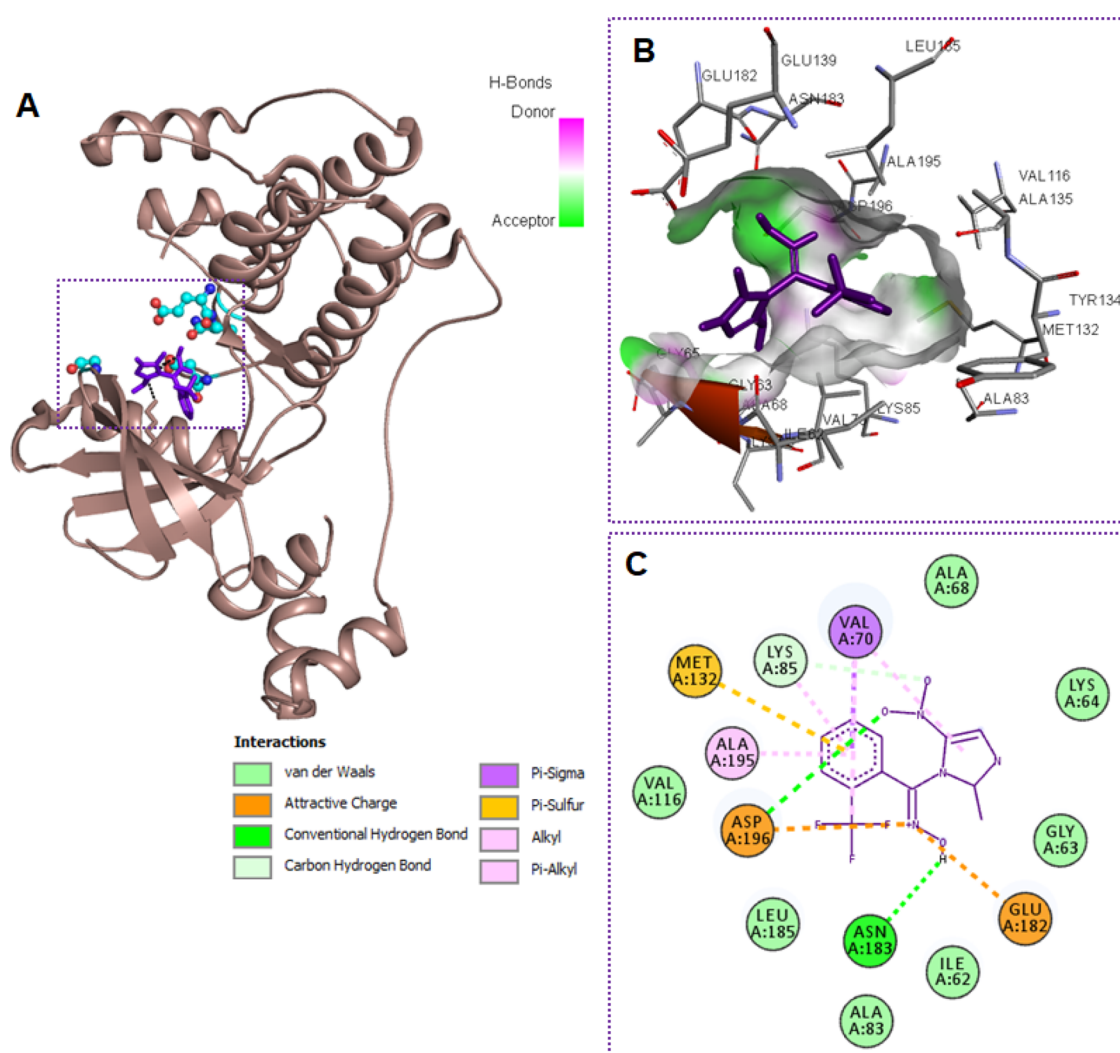 A
H-Bonds
Donor
Acceptor
Interactions
van der Waals
Attractive Charge
Conventional Hydrogen Bond
Carbon Hydrogen Bond
Pi-Sigma
Pi-Sulfur
Alkyl
Pi-Alkyl
B
GLU139
LEU185
GLU182
ASN183
ALA195
VAL116
ALA135
TYR134
MET132
ALA83
GLY65
GLY63
LYS85
ILE62
C
ALA
A:68
VAL
A:70
LYS
A:85
MET
A:132
LYS
A:64
ALA
A:195
VAL
A:116
ASP
A:196
GLY
A:63
GLU
A:182
LEU
A:185
ASN
A:183
ILE
A:62
ALA
A:83
O
O
N
N
N
F
F
F
N
O
H